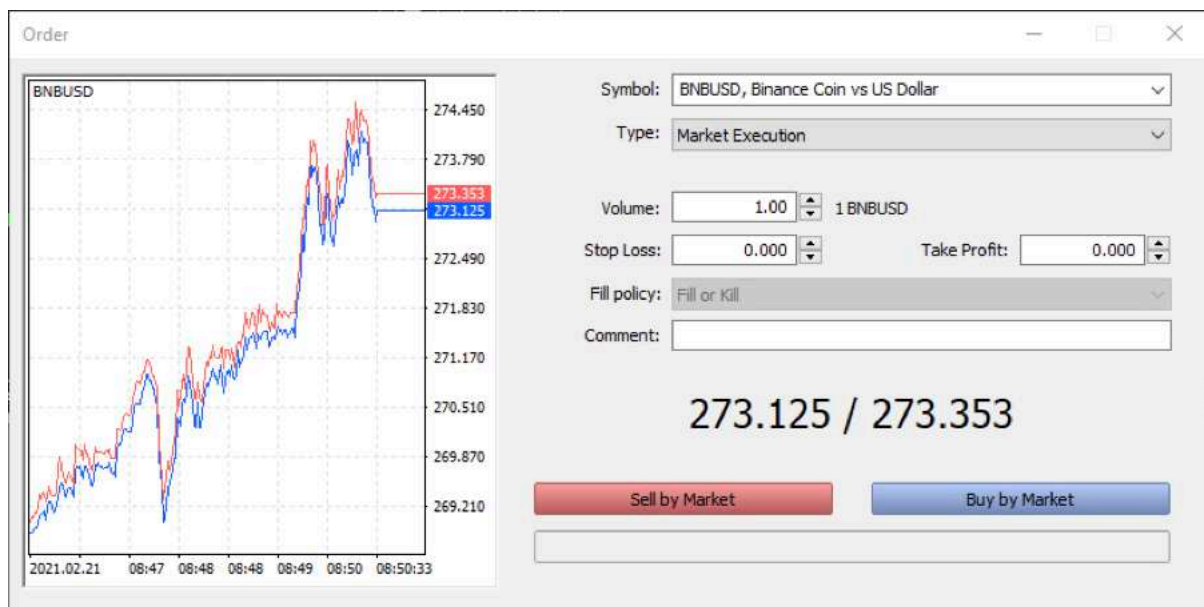 Order
BNBUSD
274.450
273.790
273.353
273.125
272.490
271.830
271.170
270.510
269.870
269.210
2021.02.21 08:47 08:48 08:48 08:49 08:50 08:50:33
Symbol: BNBUSD, Binance Coin vs US Dollar
Type: Market Execution
Volume: 1.00 1 BNBUSD
Stop Loss: 0.000 Take Profit: 0.000
Fill policy: Fill or Kill
Comment:
273.125 / 273.353
Sell by Market Buy by Market